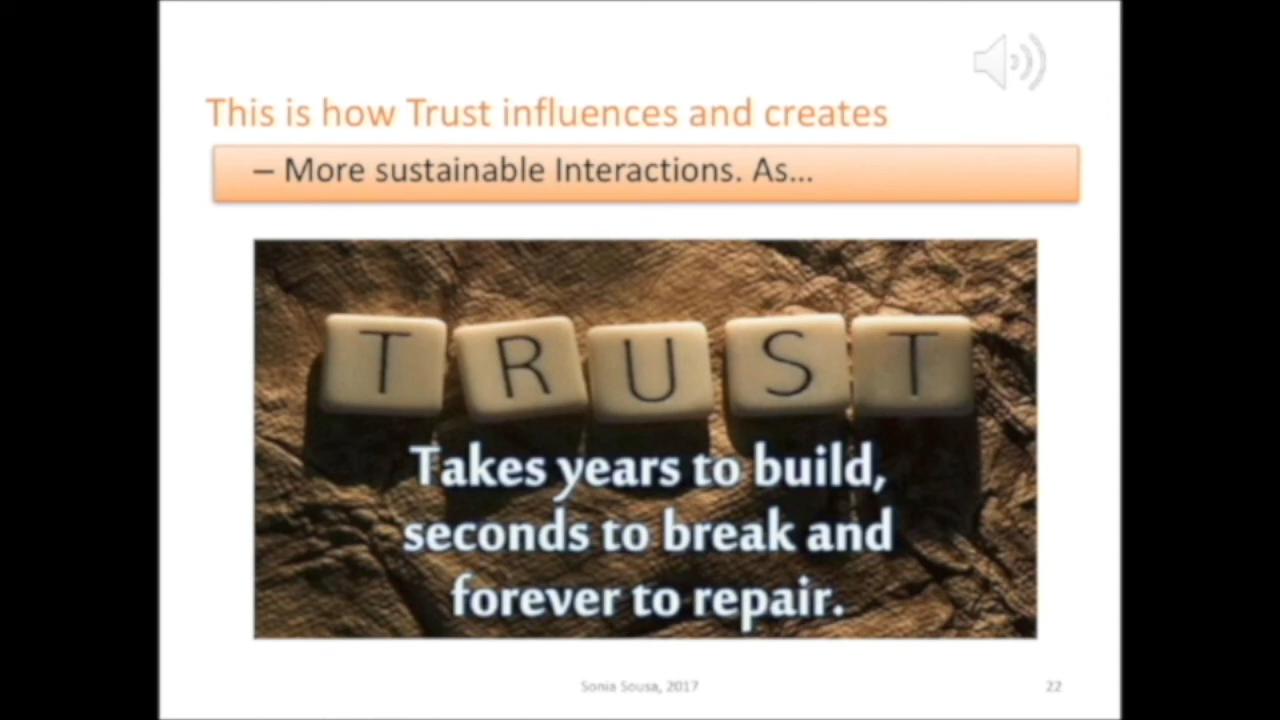 This is how Trust influences and creates
– More sustainable Interactions. As...
TRUST
Takes years to build,
seconds to break and
forever to repair.
Sonia Sousa, 2017
22